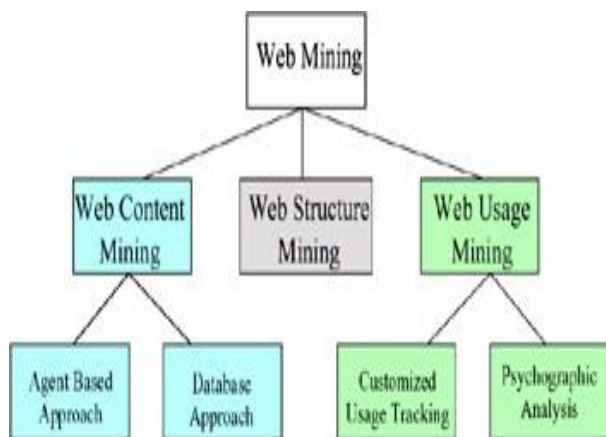 Web Mining
Web Content
Mining
Web Structure
Mining
Web Usage
Mining
Agent Based
Approach
Database
Approach
Customized
Usage Tracking
Psychographic
Analysis